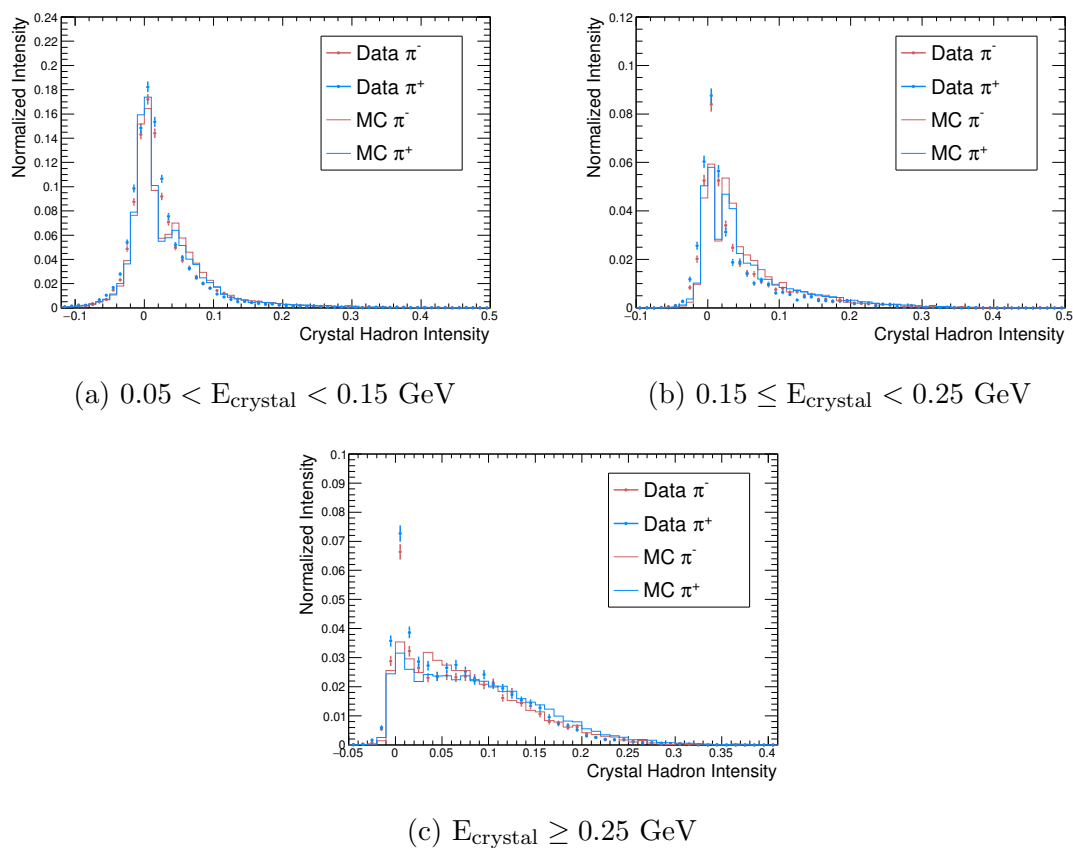 Normalized Intensity
0.24
0.22
0.2
0.18
0.16
0.14
0.12
0.1
0.08
0.06
0.04
0.02
0
−0.1 0 0.1 0.2 0.3 0.4 0.5
Crystal Hadron Intensity
Data π-
Data π+
MC π-
MC π+
(a) 0.05 < Ecrystal < 0.15 GeV
Normalized Intensity
0.12
0.1
0.08
0.06
0.04
0.02
0
−0.1 0 0.1 0.2 0.3 0.4 0.5
Crystal Hadron Intensity
Data π-
Data π+
MC π-
MC π+
(b) 0.15 ≤ Ecrystal < 0.25 GeV
Normalized Intensity
0.1
0.09
0.08
0.07
0.06
0.05
0.04
0.03
0.02
0.01
0
−0.05 0 0.05 0.1 0.15 0.2 0.25 0.3 0.35 0.4
Crystal Hadron Intensity
Data π-
Data π+
MC π-
MC π+
(c) Ecrystal ≥ 0.25 GeV